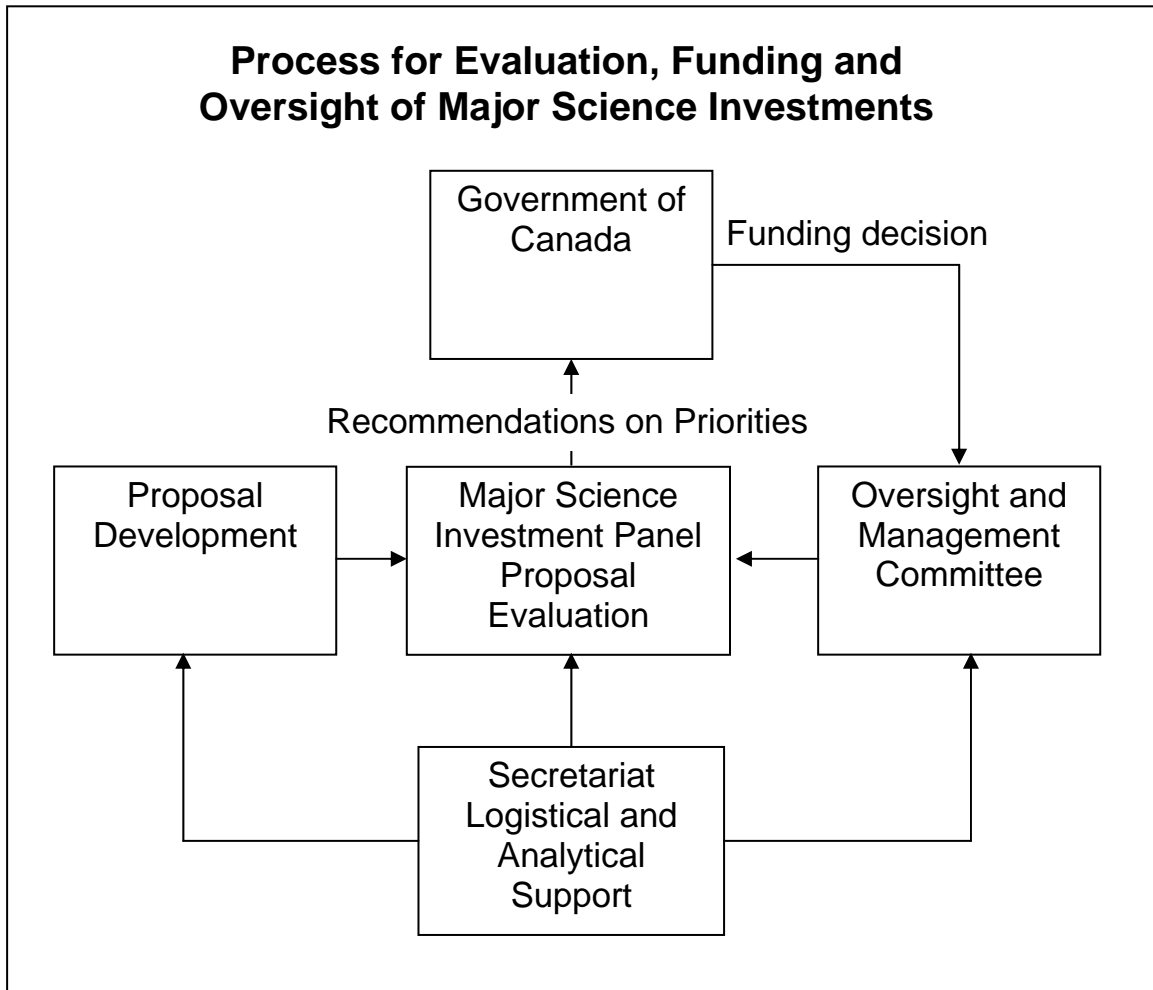 Process for Evaluation, Funding and
Oversight of Major Science Investments
Government of
Canada
Funding decision
Recommendations on Priorities
Proposal
Development
Major Science
Investment Panel
Proposal
Evaluation
Oversight and
Management
Committee
Secretariat
Logistical and
Analytical
Support